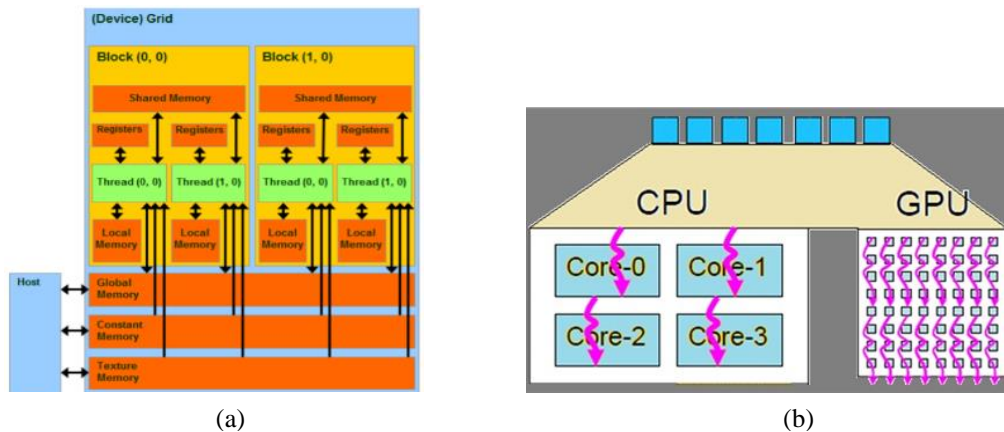 (Device) Grid
Block (0, 0)
Shared Memory
Registers
Registers
Thread (0, 0)
Thread (1, 0)
Local
Memory
Local
Memory
Block (1, 0)
Shared Memory
Registers
Registers
Thread (0, 0)
Thread (1, 0)
Local
Memory
Local
Memory
Host
Global
Memory
Constant
Memory
Texture
Memory
(a)
CPU
GPU
Core-0
Core-1
Core-2
Core-3
(b)